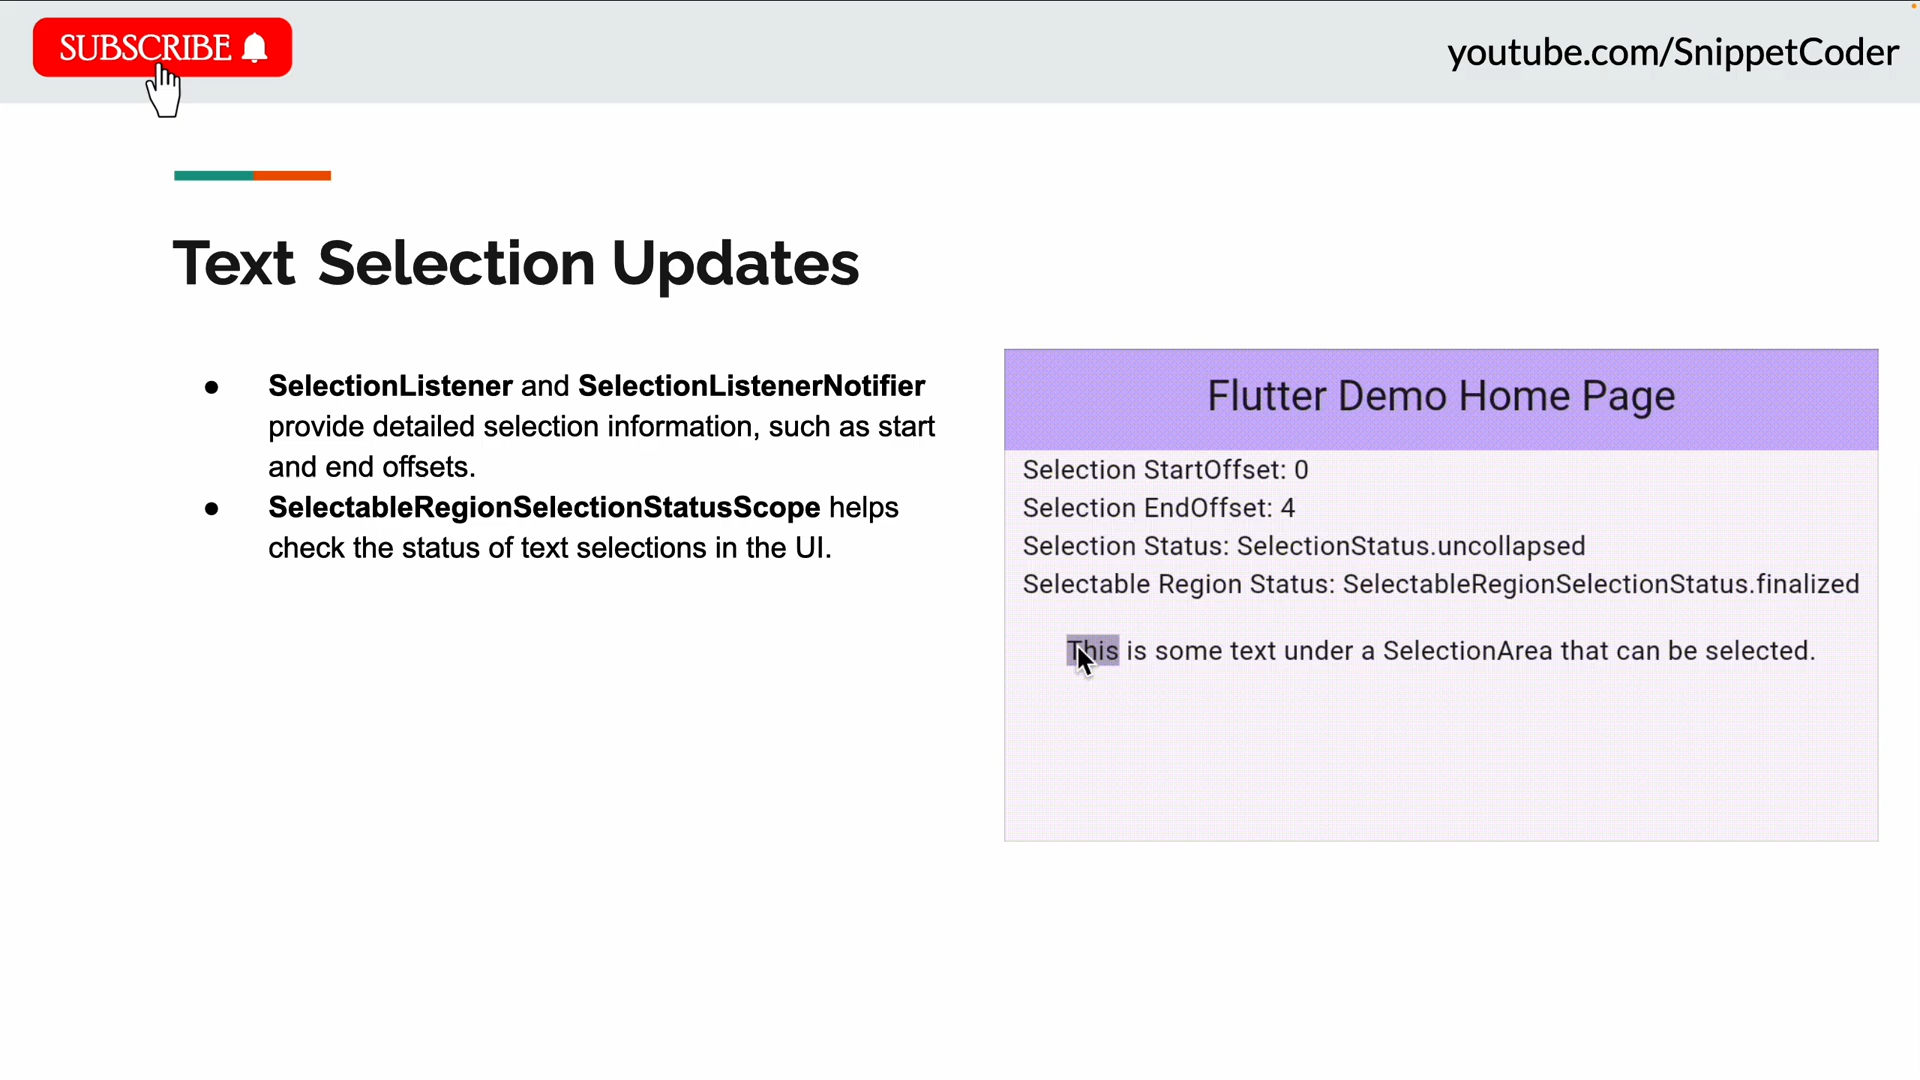 SUBSCRIBE
youtube.com/SnippetCoder
Text Selection Updates
● SelectionListener and SelectionListenerNotifier
provide detailed selection information, such as start
and end offsets.
● SelectableRegionSelectionStatusScope helps
check the status of text selections in the UI.
Flutter Demo Home Page
Selection StartOffset: 0
Selection EndOffset: 4
Selection Status: SelectionStatus.uncollapsed
Selectable Region Status: SelectableRegionSelectionStatus.finalized
This is some text under a SelectionArea that can be selected.